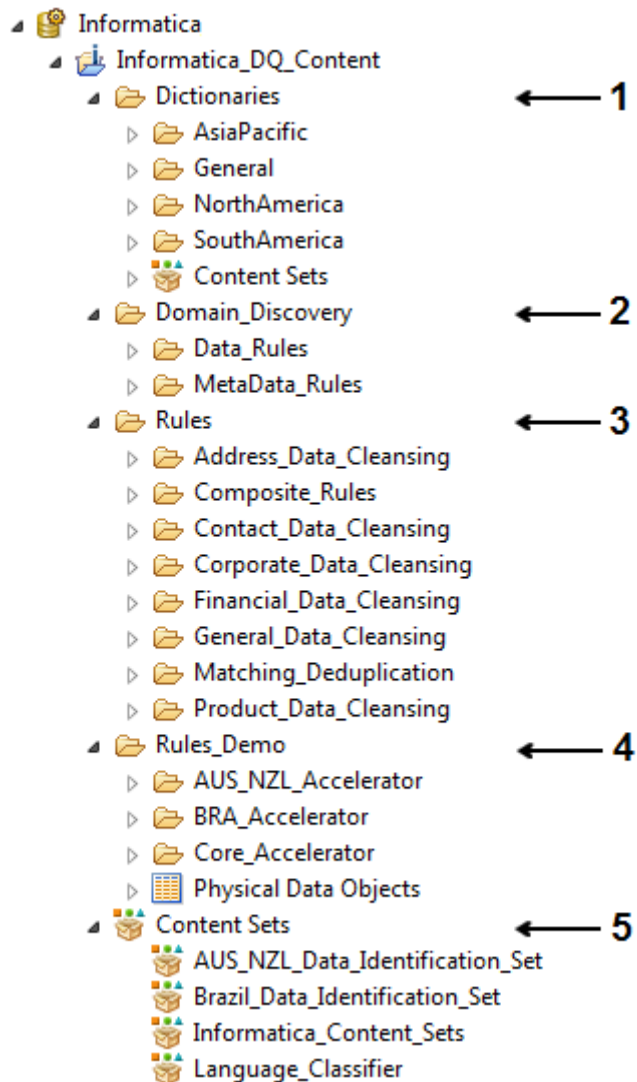 Informatica
Informatica_DQ_Content
Dictionaries 1
AsiaPacific
General
NorthAmerica
SouthAmerica
Content Sets
Domain_Discovery 2
Data_Rules
MetaData_Rules
Rules 3
Address_Data_Cleansing
Composite_Rules
Contact_Data_Cleansing
Corporate_Data_Cleansing
Financial_Data_Cleansing
General_Data_Cleansing
Matching_Deduplication
Product_Data_Cleansing
Rules_Demo 4
AUS_NZL_Accelerator
BRA_Accelerator
Core_Accelerator
Physical Data Objects
Content Sets 5
AUS_NZL_Data_Identification_Set
Brazil_Data_Identification_Set
Informatica_Content_Sets
Language_Classifier